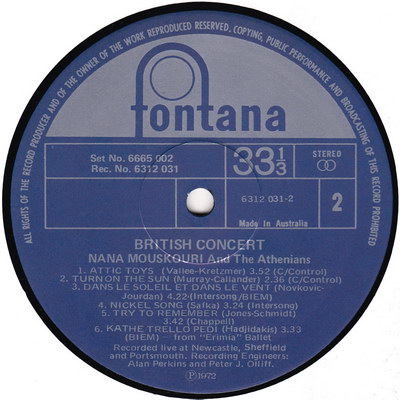 ALL RIGHTS OF THE RECORD PRODUCER AND OF THE OWNER OF THE WORK REPRODUCED RESERVED. COPYING, PUBLIC PERFORMANCE AND BROADCASTING OF THIS RECORD PROHIBITED
fontana
Set No. 6665 002
Rec. No. 6312 031
33 1/3
STEREO
6312 031-2
2
Made in Australia
BRITISH CONCERT
NANA MOUSKOURI And The Athenians
1. ATTIC TOYS (Vallee-Kretzmer) 3.52 (C/Control)
2. TURN ON THE SUN (Murray-Callander) 2.36 (C/Control)
3. DANS LE SOLEIL ET DANS LE VENT (Novkovic-
Jourdan) 4.22 (Intersong/BIEM)
4. NICKEL SONG (Safka) 3.24 (Intersong)
5. TRY TO REMEMBER (Jones-Schmidt)
3.42 (Chappell)
6. KATHE TRELLO PEDI (Hadjidakis) 3.33
(BIEM) — from "Erimia" Ballet
Recorded live at Newcastle, Sheffield
and Portsmouth. Recording Engineers:
Alan Perkins and Peter J. Olliff.
Ⓟ1972